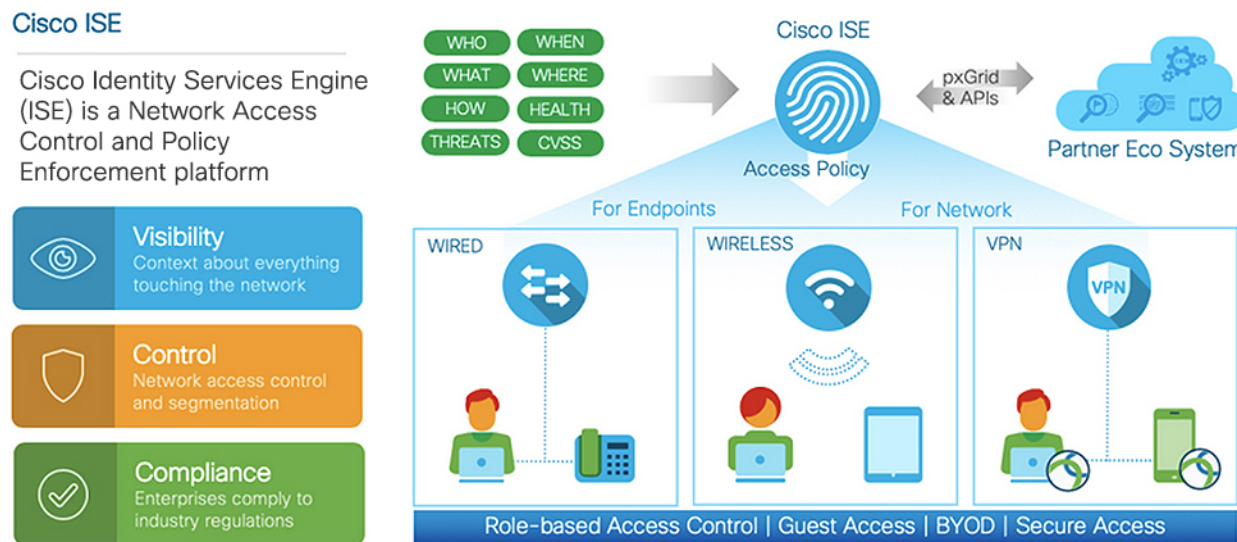 Cisco ISE
Cisco Identity Services Engine
(ISE) is a Network Access
Control and Policy
Enforcement platform
Visibility
Context about everything
touching the network
Control
Network access control
and segmentation
Compliance
Enterprises comply to
industry regulations
WHO
WHEN
WHAT
WHERE
HOW
HEALTH
THREATS
CVSS
Cisco ISE
Access Policy
pxGrid
& APIs
Partner Eco System
For Endpoints
For Network
WIRED
WIRELESS
VPN
VPN
Role-based Access Control | Guest Access | BYOD | Secure Access